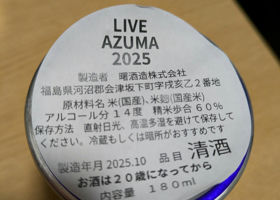 LIVE
AZUMA
2025
製造者 曙酒造株式会社
福島県河沼郡会津坂下町字戌亥乙2番地
原材料名 米(国産)、米麹(国産米)
アルコール分 14度 精米歩合 60%
保存方法 直射日光、高温多湿を避けて保存して
ください。冷蔵もしくは暗所がおすすめです
製造年月 2025.10 品目 清酒
お酒は20歳になってから
内容量 180ml